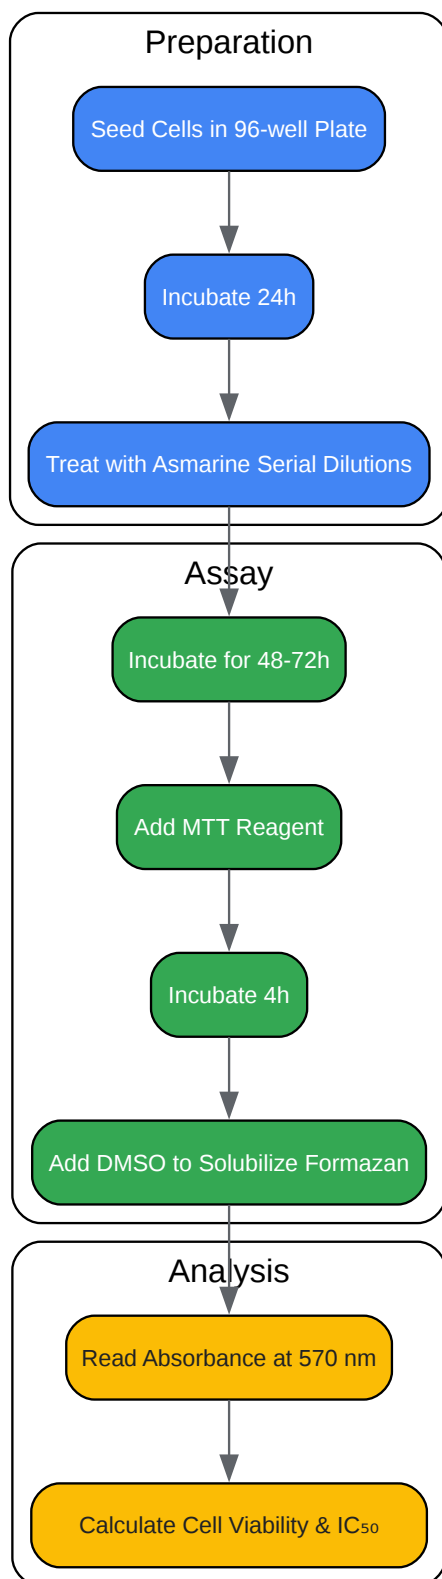 Preparation
Seed Cells in 96-well Plate
Incubate 24h
Treat with Asmarine Serial Dilutions
Assay
Incubate for 48-72h
Add MTT Reagent
Incubate 4h
Add DMSO to Solubilize Formazan
Analysis
Read Absorbance at 570 nm
Calculate Cell Viability & IC₅₀